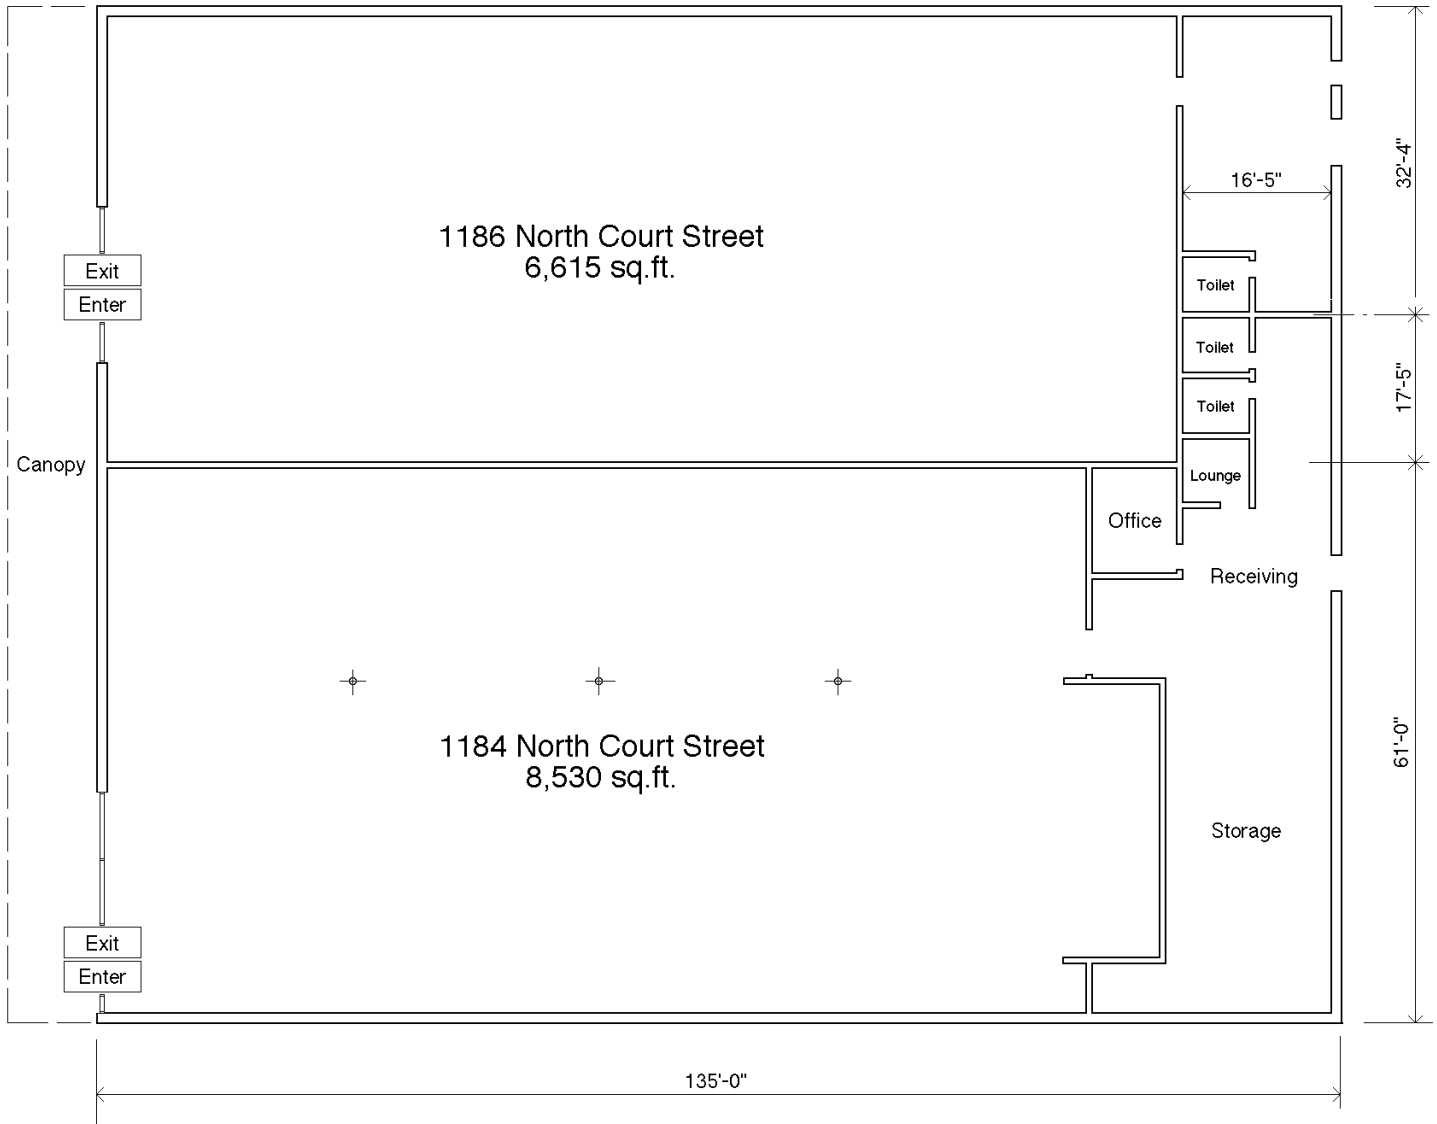 32'-4"
16'-5"
1186 North Court Street
6,615 sq.ft.
Exit
Enter
Toilet
Toilet
17'-5"
Toilet
Canopy
Lounge
Office
Receiving
1184 North Court Street
8,530 sq.ft.
61'-0"
Storage
Exit
Enter
135'-0"